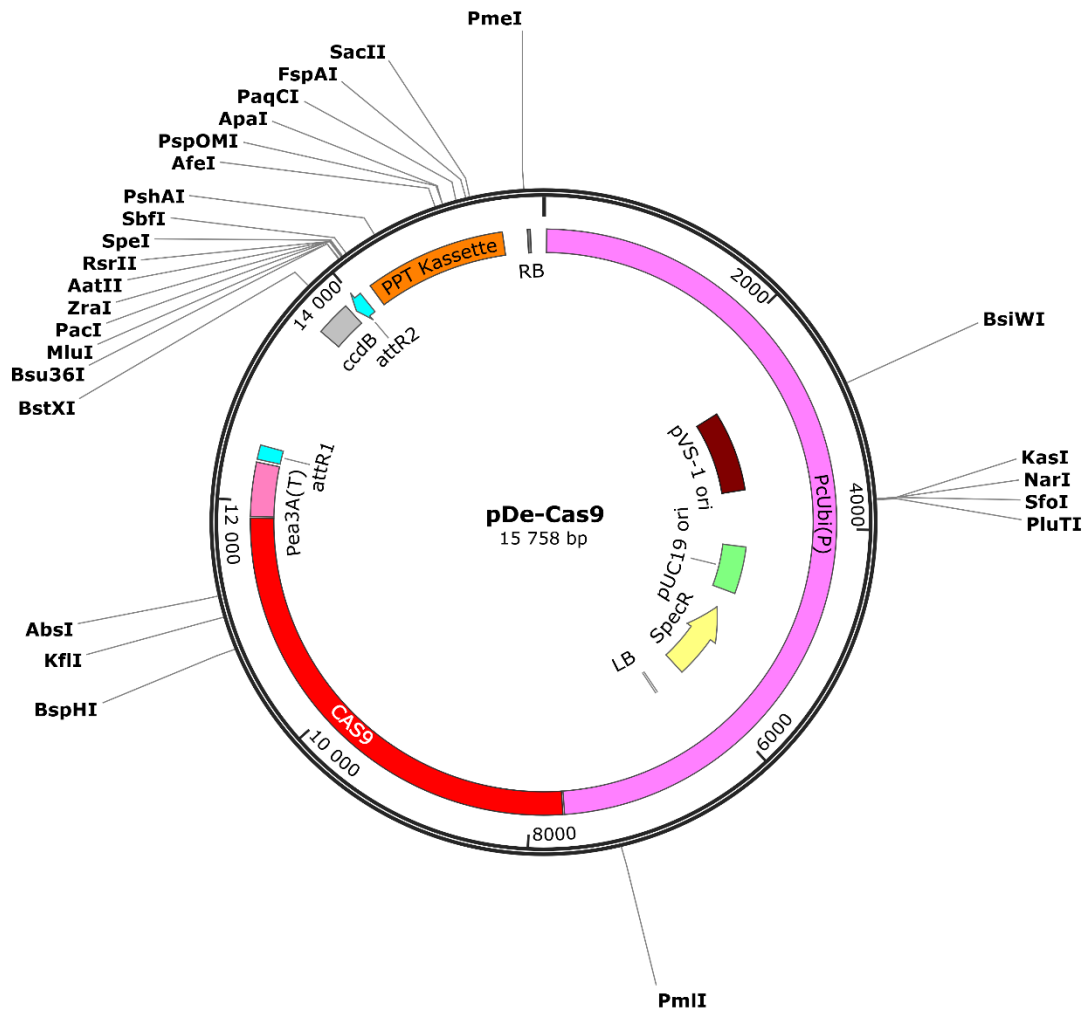 PmeI
SacII
FspAI
PaqCI
ApaI
PspOMI
AfeI
PshAI
SbfI
SpeI
RsrII
AatII
ZraI
PacI
MluI
Bsu36I
BstXI
PPT Kassette
RB
2000
14 000
ccdB
attR2
BsiWI
attR1
pVS-1 ori
KasI
NarI
SfoI
PluTI
4000
PcUbi(P)
pDe-Cas9
15 758 bp
Pea3A(T)
12 000
pUC19 ori
SpecR
LB
AbsI
KflI
BspHI
CAS9
10 000
6000
8000
PmlI